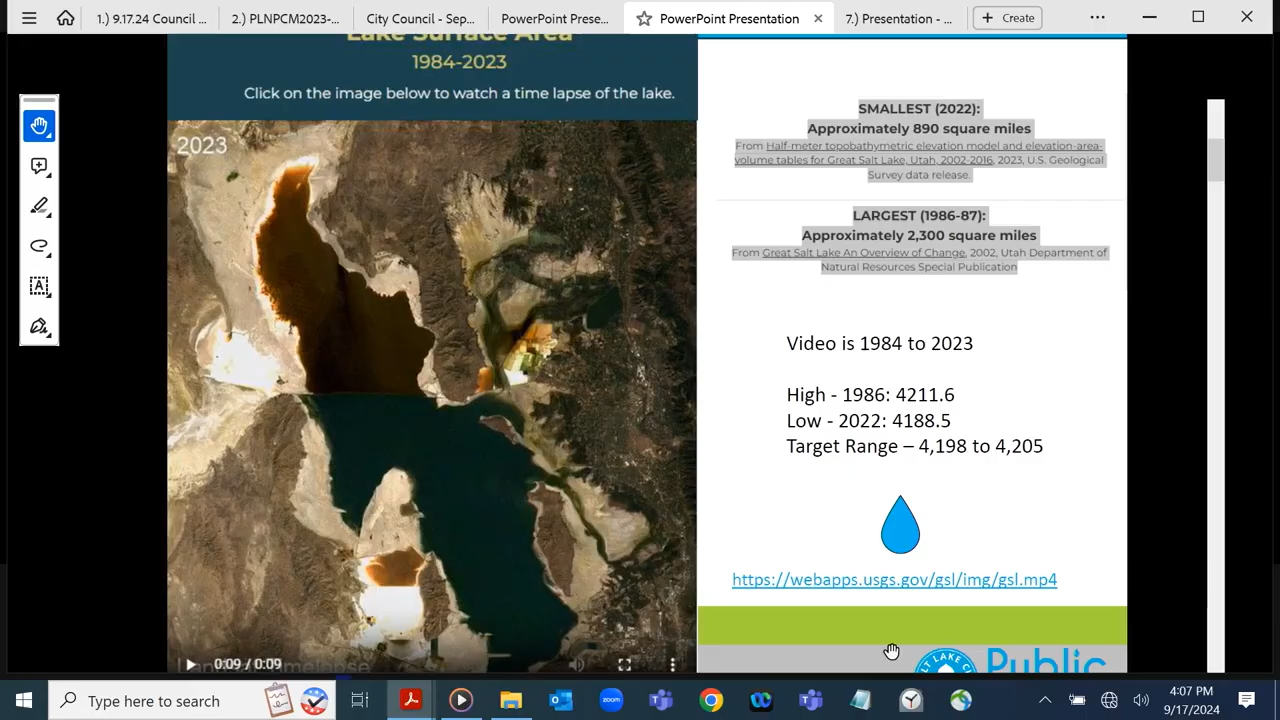 1.) 9.17.24 Council ...
2.) PLNPCM2023-...
City Council - Sep...
PowerPoint Prese...
PowerPoint Presentation
7.) Presentation - ...
Create
Lake Surface Area
1984-2023
Click on the image below to watch a time lapse of the lake.
2023
0:09 / 0:09
SMALLEST (2022):
Approximately 890 square miles
From Half-meter topobathymetric elevation model and elevation-area-
volume tables for Great Salt Lake, Utah, 2002-2016, 2023, U.S. Geological
Survey data release.
LARGEST (1986-87):
Approximately 2,300 square miles
From Great Salt Lake An Overview of Change, 2002, Utah Department of
Natural Resources Special Publication
Video is 1984 to 2023
High - 1986: 4211.6
Low - 2022: 4188.5
Target Range – 4,198 to 4,205
https://webapps.usgs.gov/gsl/img/gsl.mp4
Public
Type here to search
zoom
4:07 PM
9/17/2024